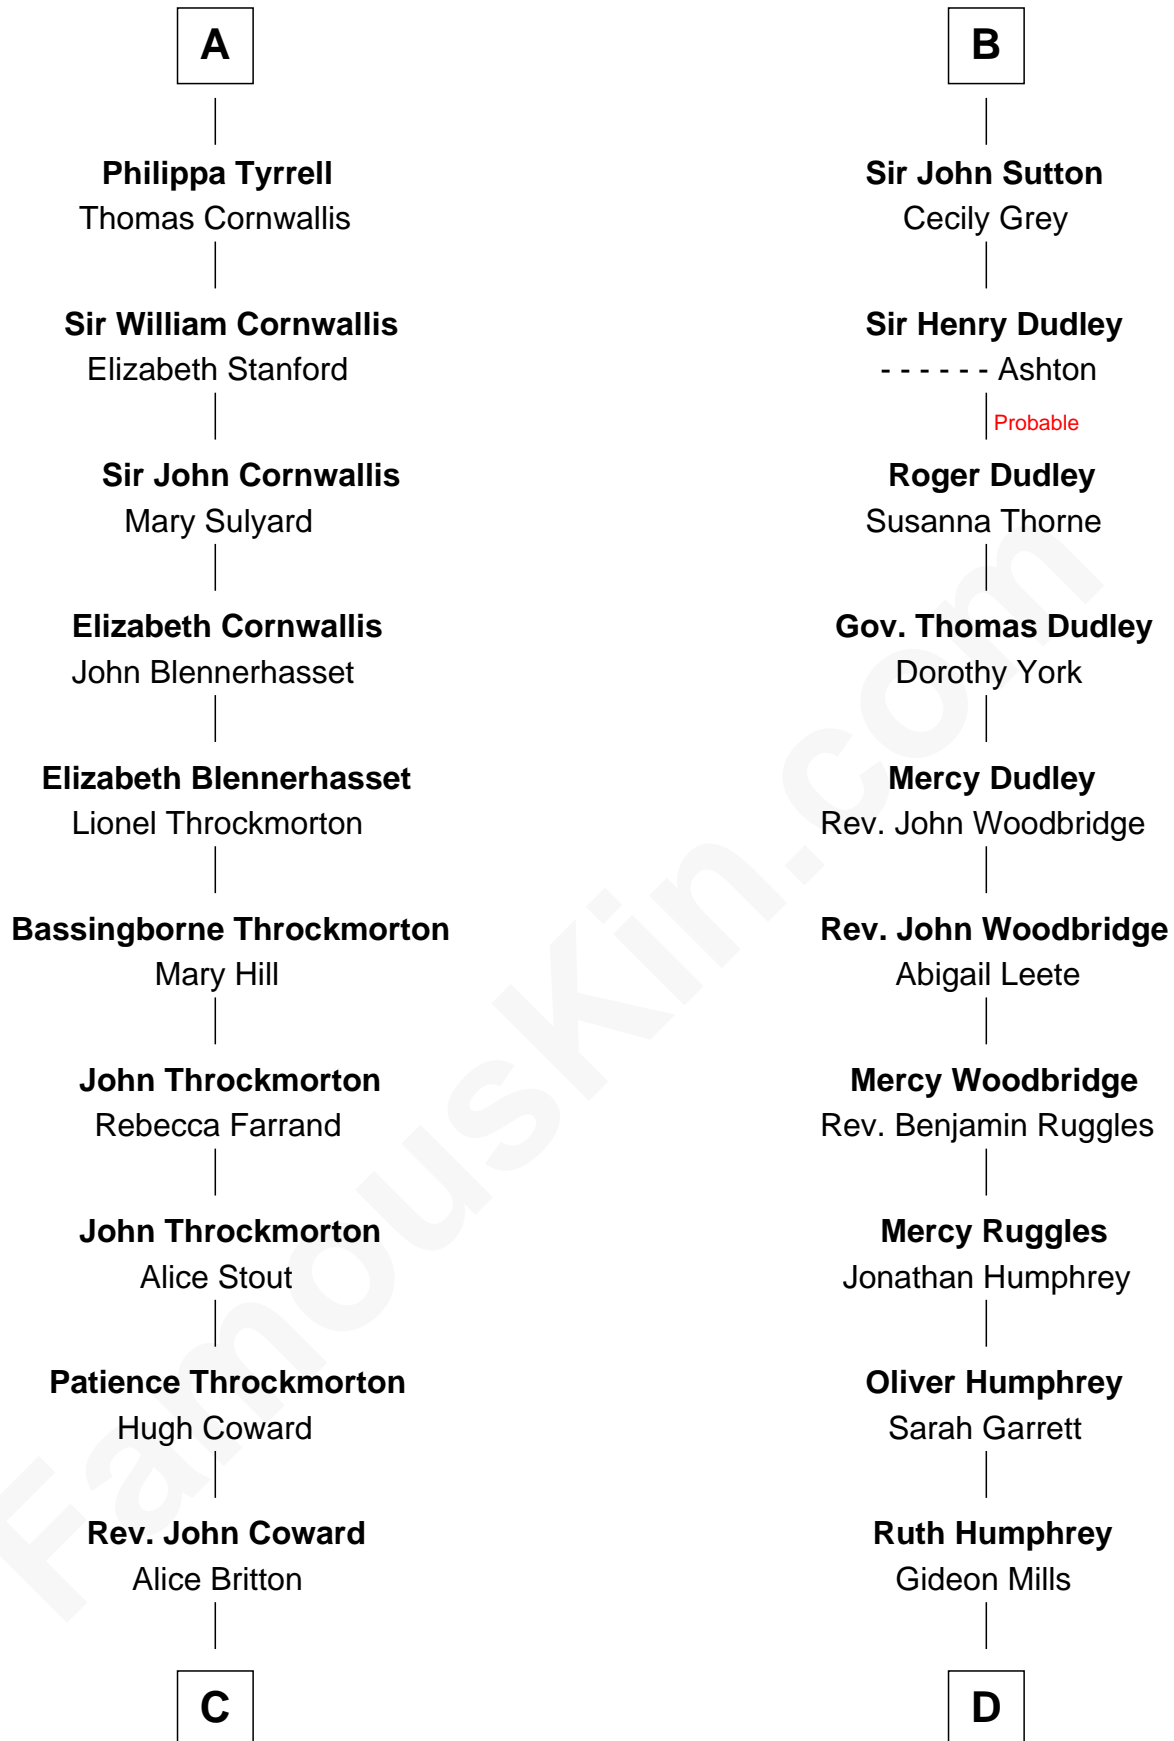 A
Philippa Tyrrell
Thomas Cornwallis
Sir William Cornwallis
Elizabeth Stanford
Sir John Cornwallis
Mary Sulyard
Elizabeth Cornwallis
John Blennerhasset
Elizabeth Blennerhasset
Lionel Throckmorton
Bassingborne Throckmorton
Mary Hill
John Throckmorton
Rebecca Farrand
John Throckmorton
Alice Stout
Patience Throckmorton
Hugh Coward
Rev. John Coward
Alice Britton
C
B
Sir John Sutton
Cecily Grey
Sir Henry Dudley
- - - - - - Ashton
Probable
Roger Dudley
Susanna Thorne
Gov. Thomas Dudley
Dorothy York
Mercy Dudley
Rev. John Woodbridge
Rev. John Woodbridge
Abigail Leete
Mercy Woodbridge
Rev. Benjamin Ruggles
Mercy Ruggles
Jonathan Humphrey
Oliver Humphrey
Sarah Garrett
Ruth Humphrey
Gideon Mills
D
FamousKin.com